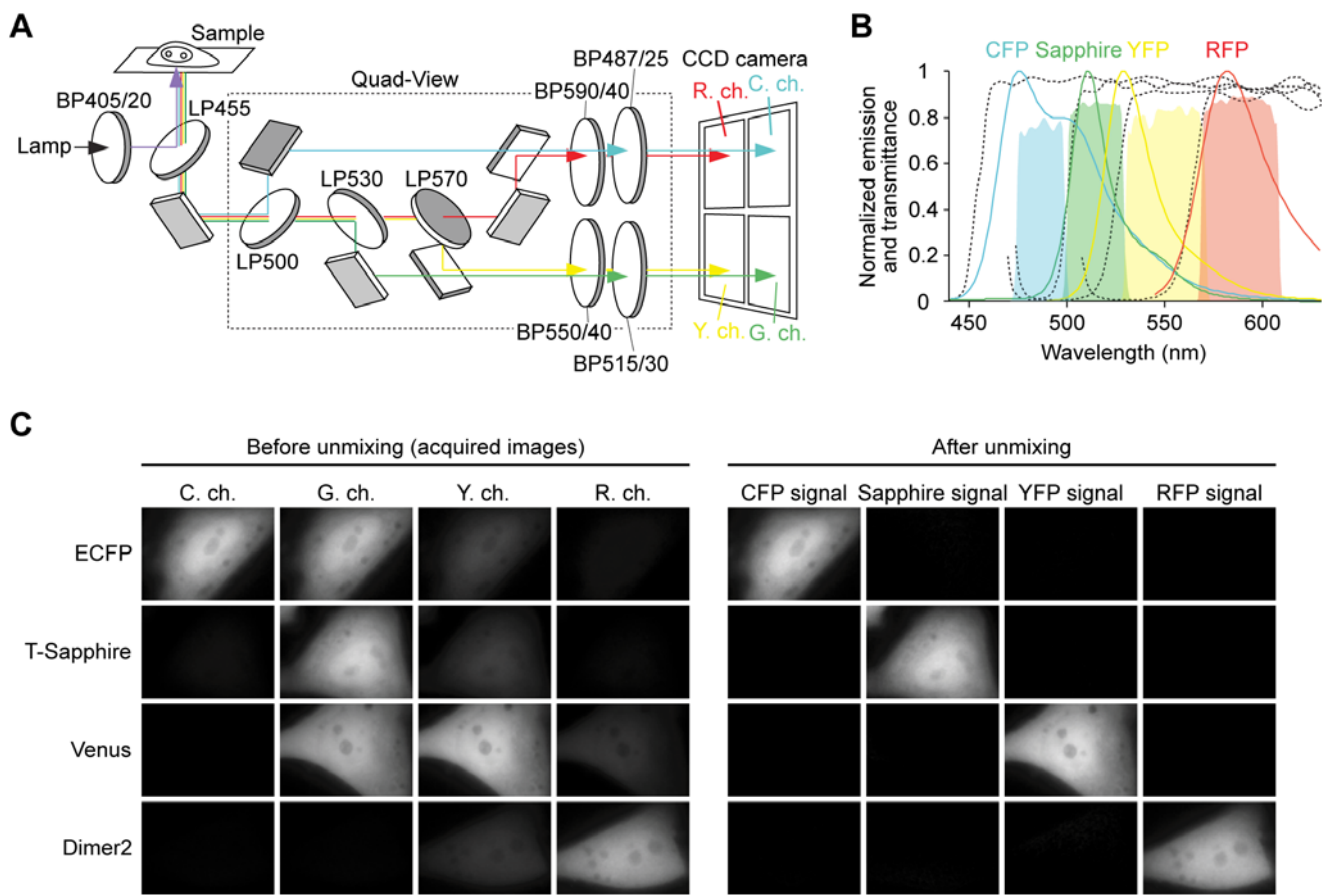 A
Sample
BP405/20
LP455
Lamp
Quad-View
LP500
LP530
LP570
BP590/40
BP487/25
BP550/40
BP515/30
CCD camera
R. ch.
C. ch.
Y. ch.
G. ch.
B
CFP Sapphire YFP RFP
Normalized emission
and transmittance
1
0.8
0.6
0.4
0.2
0
450 500 550 600
Wavelength (nm)
C
Before unmixing (acquired images)
After unmixing
C. ch. G. ch. Y. ch. R. ch.
CFP signal Sapphire signal YFP signal RFP signal
ECFP
T-Sapphire
Venus
Dimer2